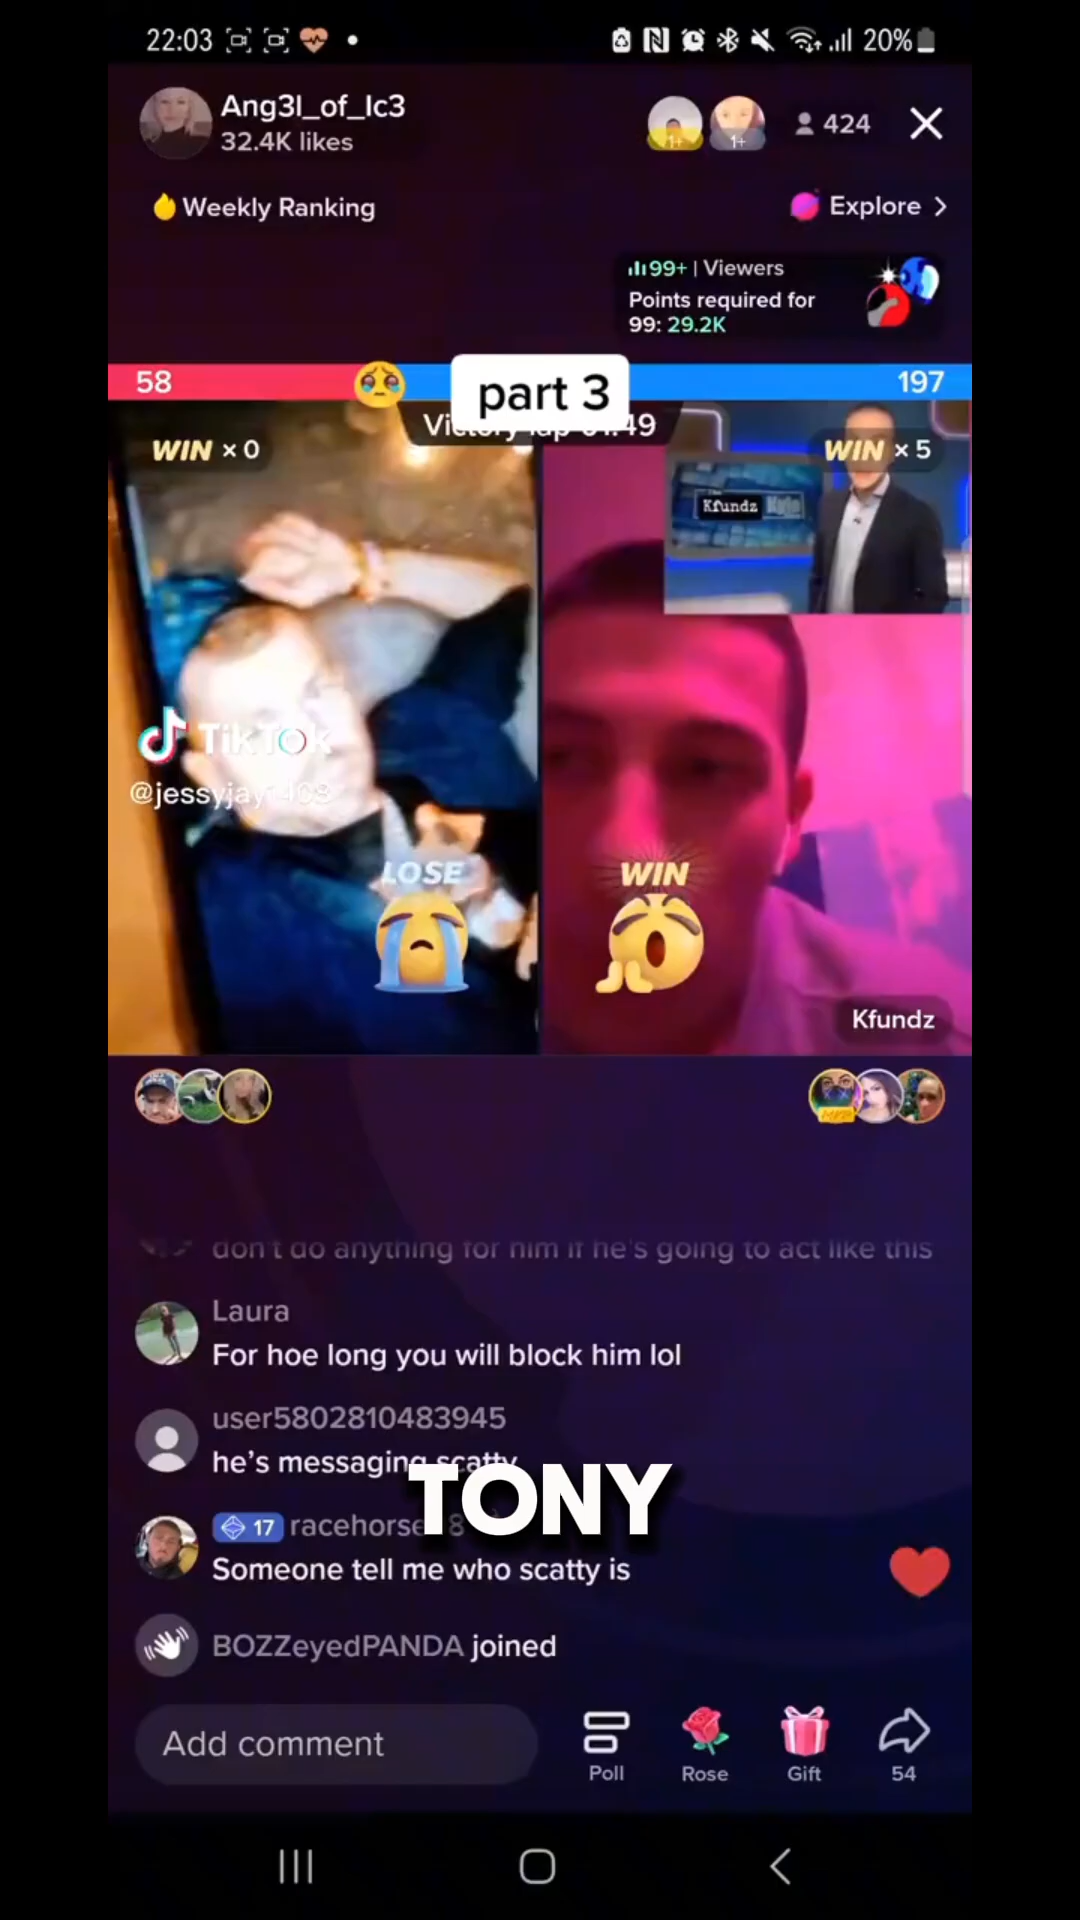 22:03
20%
Ang3l_of_Ic3
32.4K likes
1+
1+
424
Weekly Ranking
Explore >
99+ | Viewers
Points required for
99: 29.2K
58
part 3
197
WIN × 0
WIN × 5
Kfundz
TikTok
LOSE
WIN
Kfundz
don't do anything for him if he's going to act like this
Laura
For hoe long you will block him lol
user5802810483945
he's messaging scatty
TONY
17
Someone tell me who scatty is
BOZZeyedPANDA joined
Add comment
Poll
Rose
Gift
54